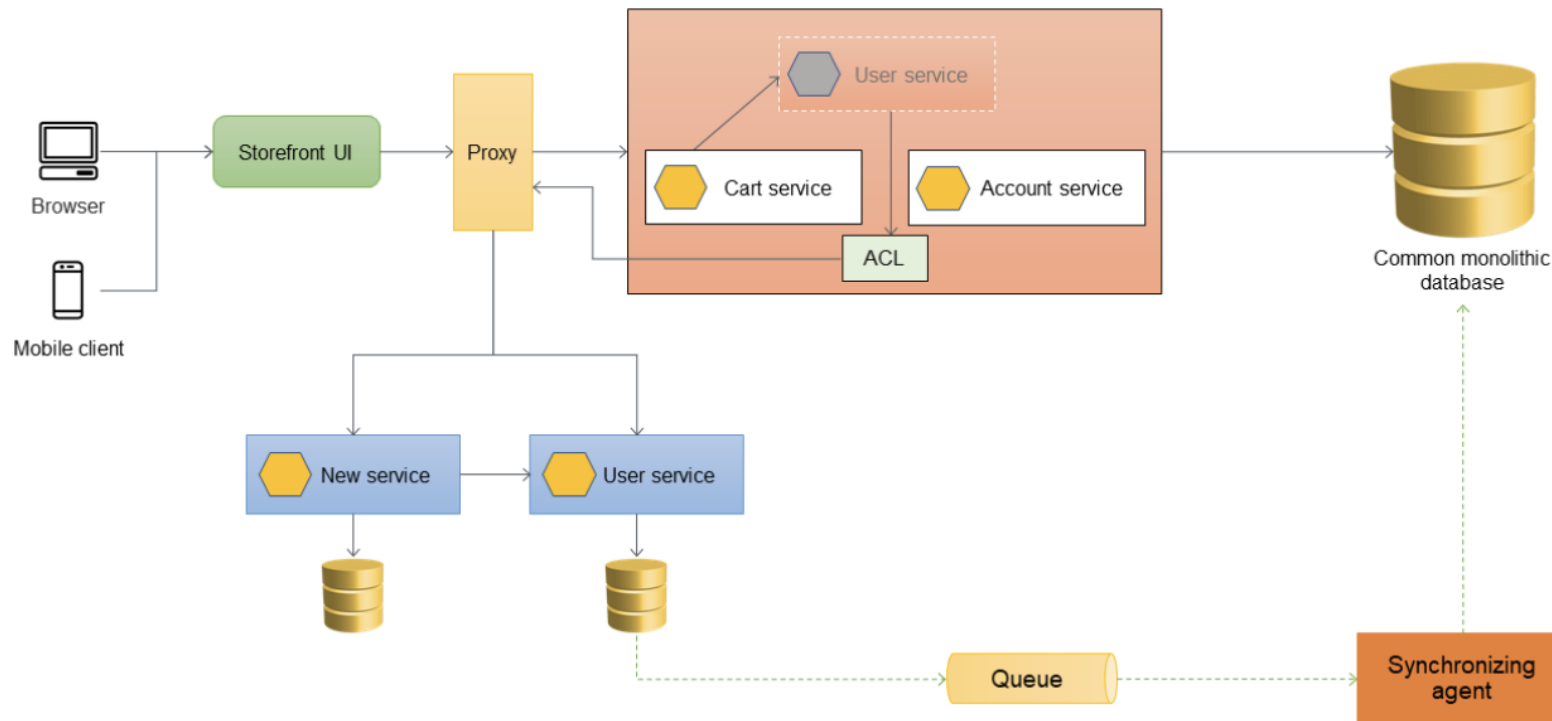 User service
Storefront UI
Proxy
Cart service
Account service
Browser
ACL
Common monolithic
database
Mobile client
New service
User service
Queue
Synchronizing
agent